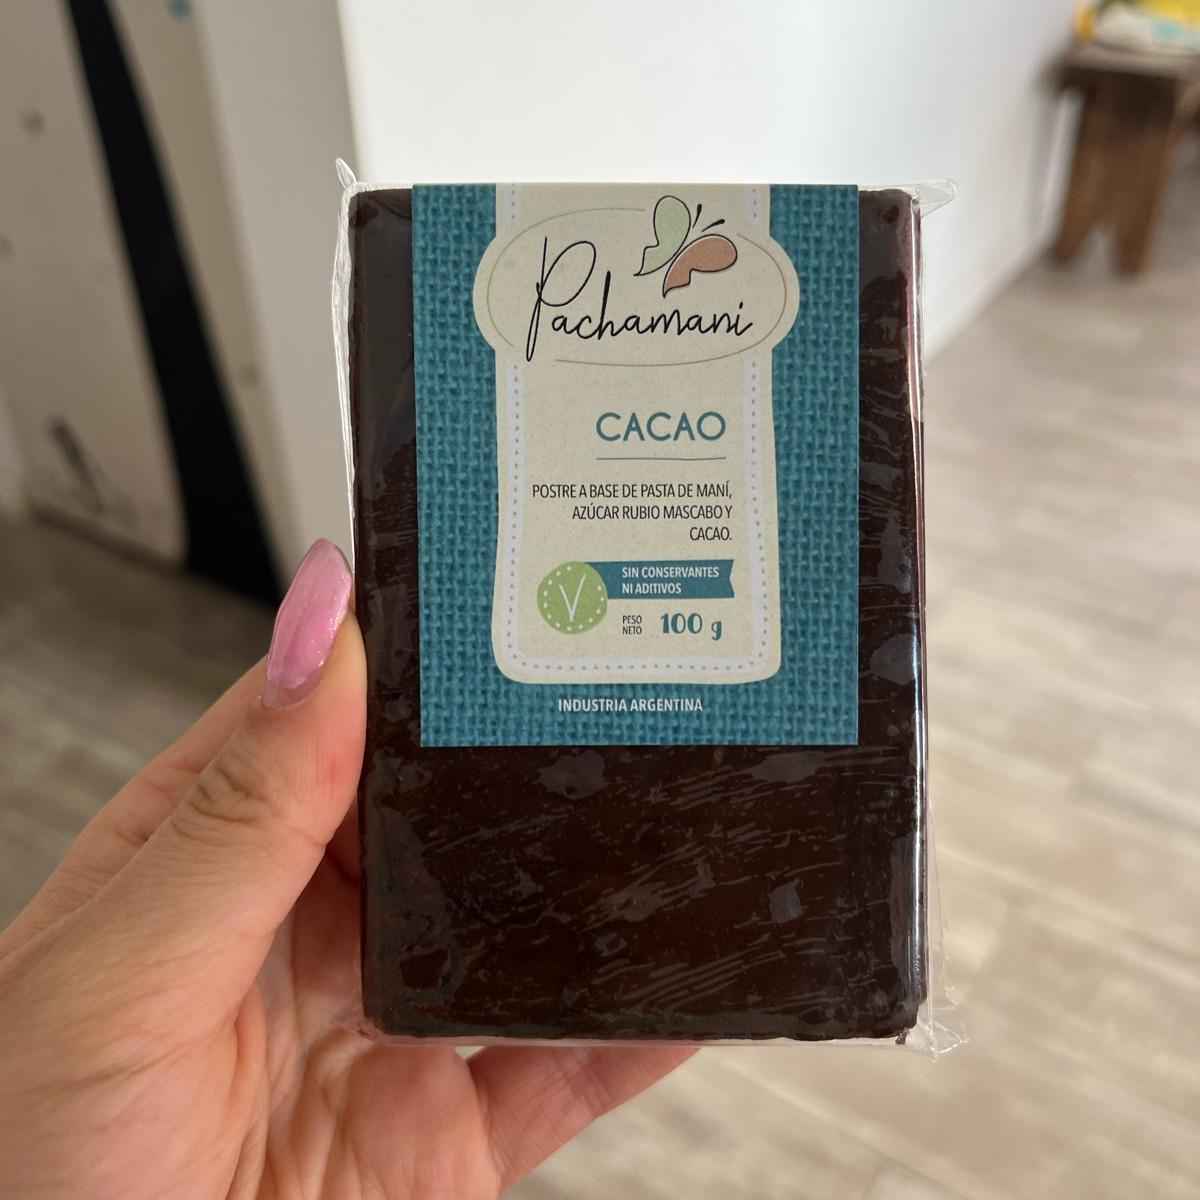 Pachamani
CACAO
POSTRE A BASE DE PASTA DE MANÍ,
AZÚCAR RUBIO MASCABO Y
CACAO.
SIN CONSERVANTES
NI ADITIVOS
V
PESO
NETO
100 g
INDUSTRIA ARGENTINA